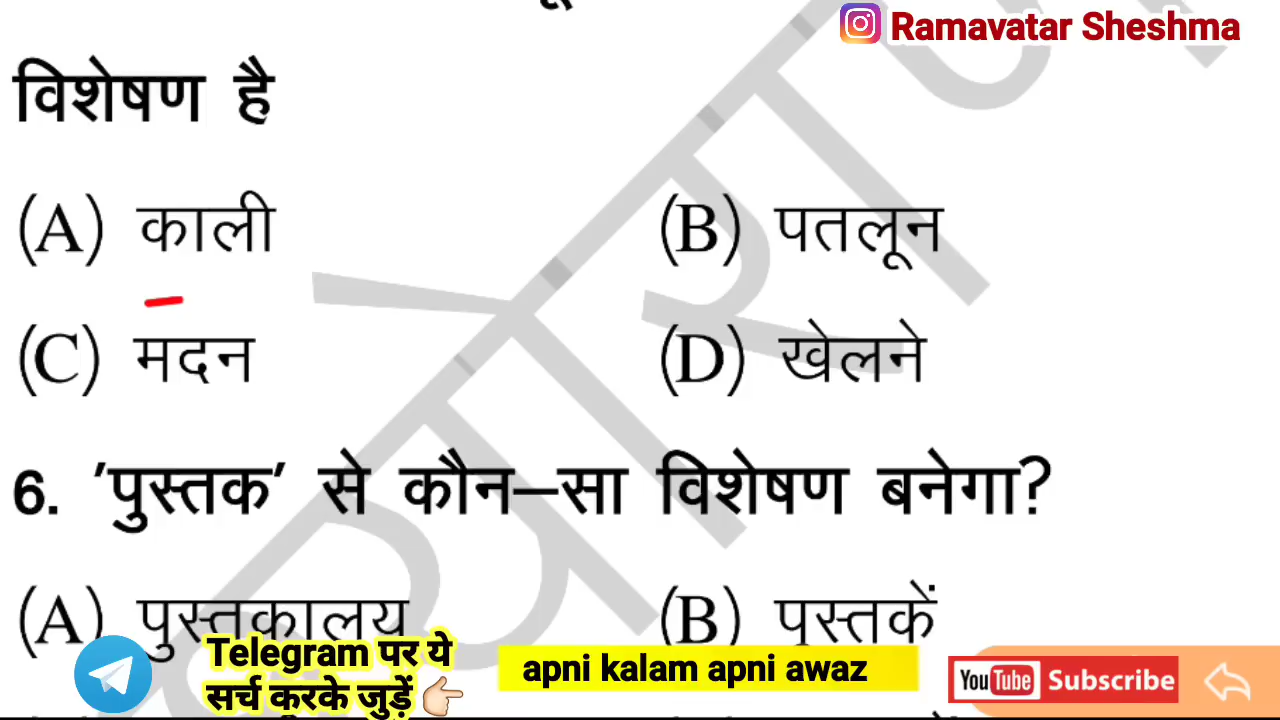 Ramavatar Sheshma
विशेषण है
(A) काली
(B) पतलून
(C) मदन
(D) खेलने
6. 'पुस्तक' से कौन–सा विशेषण बनेगा?
(A) पुस्तकालय
(B) पुस्तकें
Telegram पर ये
सर्च करके जुड़ें
apni kalam apni awaz
YouTube Subscribe